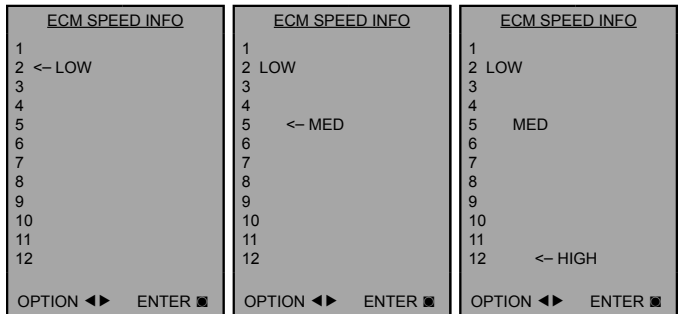 ECM SPEED INFO
1
2 <– LOW
3
4
5
6
7
8
9
10
11
12
OPTION ◀▶ ENTER ◙
ECM SPEED INFO
1
2 LOW
3
4
5 <– MED
6
7
8
9
10
11
12
OPTION ◀▶ ENTER ◙
ECM SPEED INFO
1
2 LOW
3
4
5 MED
6
7
8
9
10
11
12 <– HIGH
OPTION ◀▶ ENTER ◙